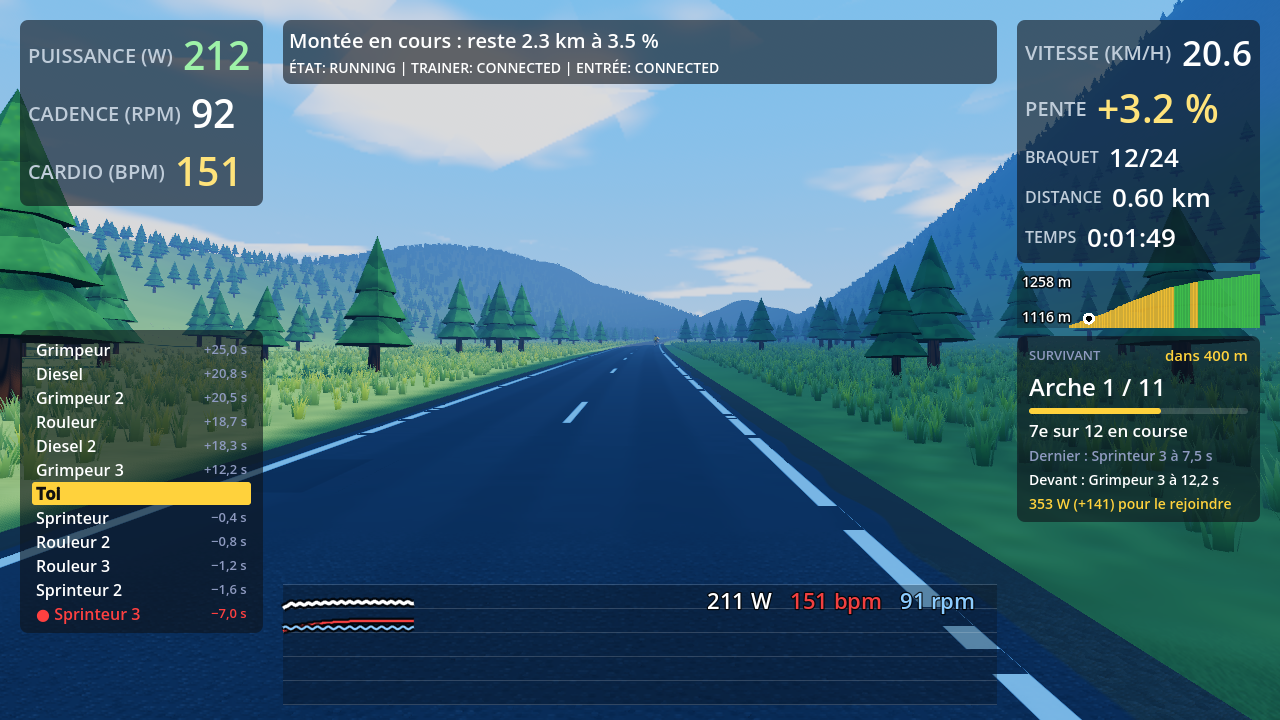 PUISSANCE (W) 212
CADENCE (RPM) 92
CARDIO (BPM) 151
Montée en cours : reste 2.3 km à 3.5 %
ÉTAT: RUNNING | TRAINER: CONNECTED | ENTRÉE: CONNECTED
VITESSE (KM/H) 20.6
PENTE +3.2 %
BRAQUET 12/24
DISTANCE 0.60 km
TEMPS 0:01:49
1258 m
1116 m
SURVIVANT dans 400 m
Arche 1 / 11
7e sur 12 en course
Dernier : Sprinteur 3 à 7,5 s
Devant : Grimpeur 3 à 12,2 s
353 W (+141) pour le rejoindre
Grimpeur +25,0 s
Diesel +20,8 s
Grimpeur 2 +20,5 s
Rouleur +18,7 s
Diesel 2 +18,3 s
Grimpeur 3 +12,2 s
Toi
Sprinteur −0,4 s
Rouleur 2 −0,8 s
Rouleur 3 −1,2 s
Sprinteur 2 −1,6 s
Sprinteur 3 −7,0 s
211 W 151 bpm 91 rpm